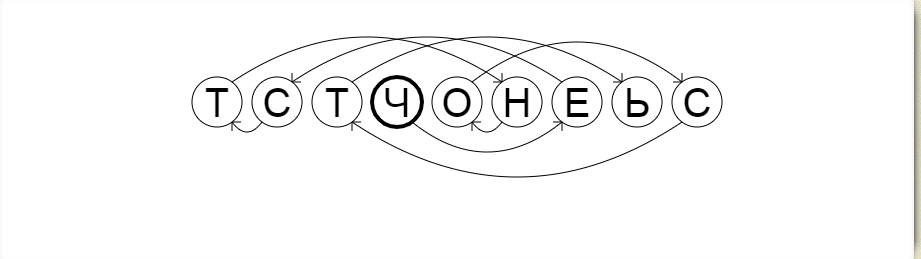 Т С Т Ч О Н Е Ь С